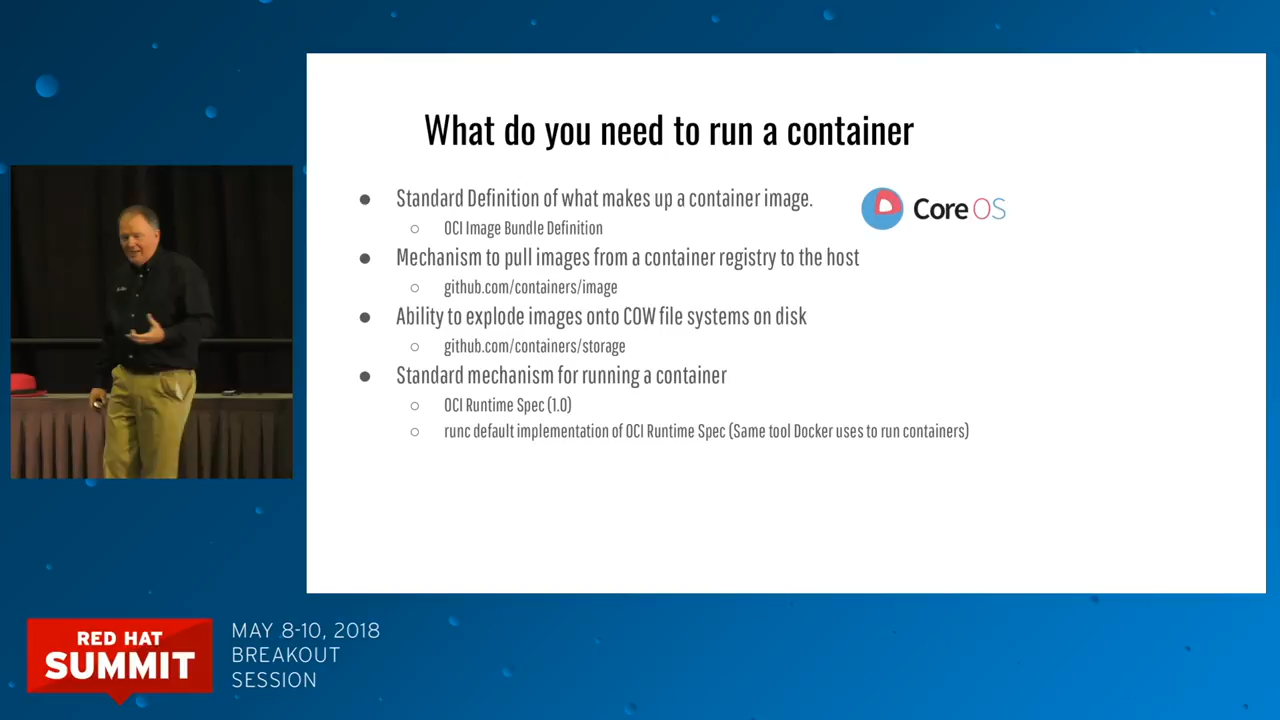 What do you need to run a container
● Standard Definition of what makes up a container image.
○ OCI Image Bundle Definition
CoreOS
● Mechanism to pull images from a container registry to the host
○ github.com/containers/image
● Ability to explode images onto COW file systems on disk
○ github.com/containers/storage
● Standard mechanism for running a container
○ OCI Runtime Spec (1.0)
○ runc default implementation of OCI Runtime Spec (Same tool Docker uses to run containers)
RED HAT
SUMMIT
MAY 8-10, 2018
BREAKOUT
SESSION